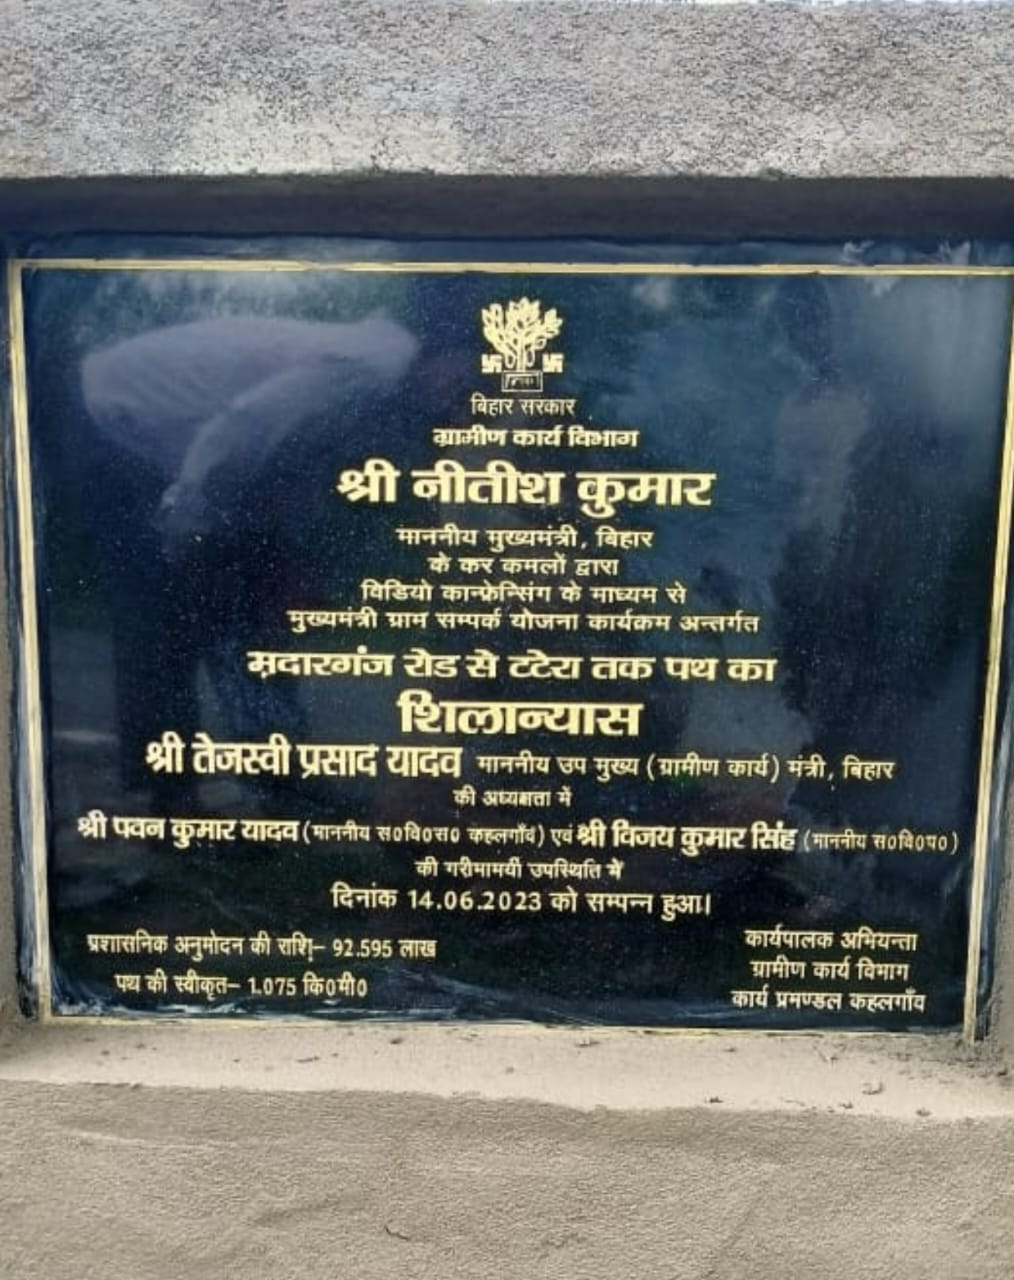 बिहार सरकार
ग्रामीण कार्य विभाग
श्री नीतीश कुमार
माननीय मुख्यमंत्री, बिहार
के कर कमलों द्वारा
विडियो कान्फ्रेन्सिंग के माध्यम से
मुख्यमंत्री ग्राम सम्पर्क योजना कार्यक्रम अन्तर्गत
मदारगंज रोड से टटेरा तक पथ का
शिलान्यास
श्री तेजस्वी प्रसाद यादव माननीय उप मुख्य (ग्रामीण कार्य) मंत्री, बिहार
की अध्यक्षता में
श्री पवन कुमार यादव (माननीय स०वि०स० कहलगाँव) एवं श्री विजय कुमार सिंह (माननीय स०वि०प०)
की गरीमामयी उपस्थिति में
दिनांक 14.06.2023 को सम्पन्न हुआ।
प्रशासनिक अनुमोदन की राशि– 92.595 लाख
पथ की स्वीकृत– 1.075 कि०मी०
कार्यपालक अभियन्ता
ग्रामीण कार्य विभाग
कार्य प्रमण्डल कहलगाँव